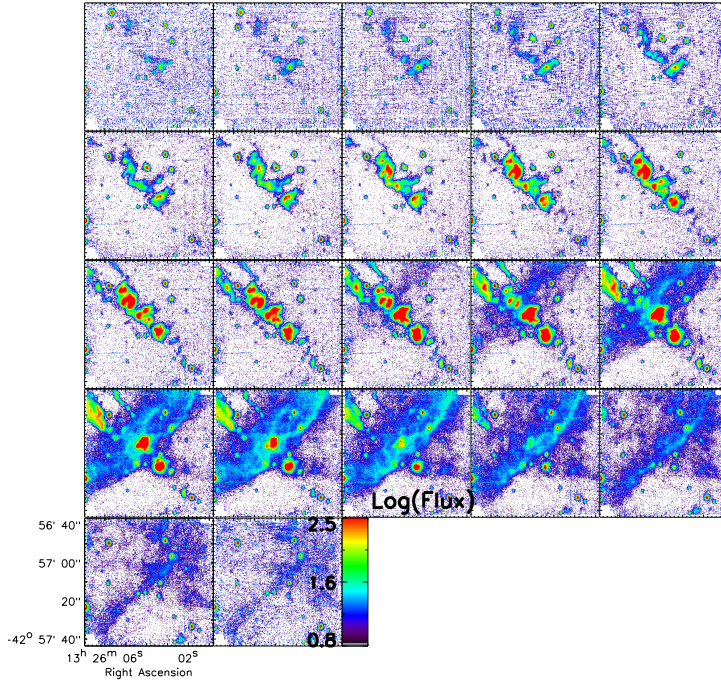 Log(Flux)
2.5
1.6
0.8
56' 40"
57' 00"
20"
-42° 57' 40"
13ʰ 26ᵐ 06ˢ 02ˢ
Right Ascension